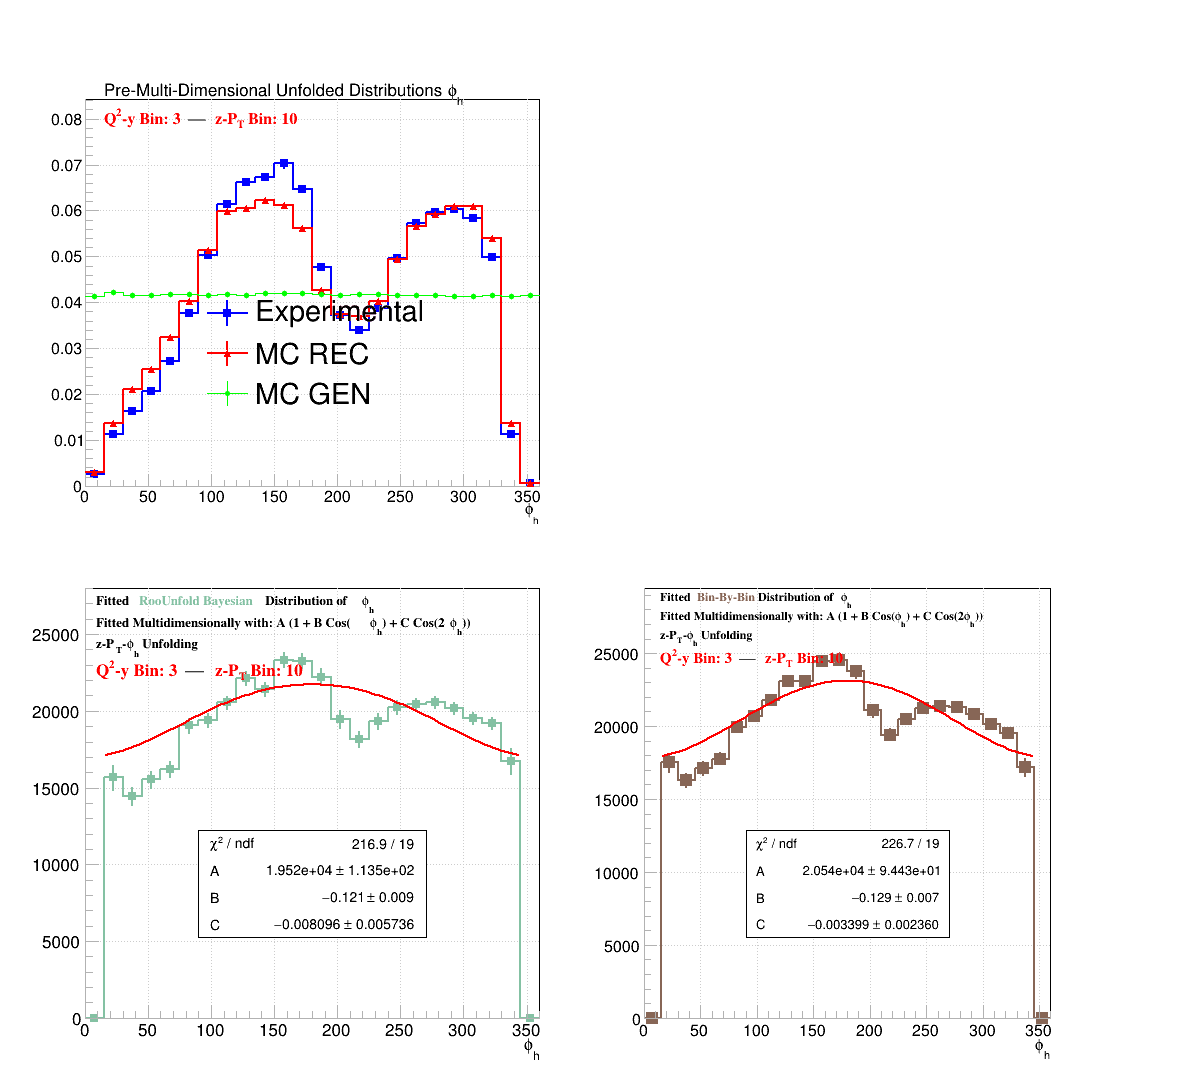 Pre-Multi-Dimensional Unfolded Distributions ϕh
Q²-y Bin: 3 — z-PT Bin: 10
0.08
0.07
0.06
0.05
0.04
0.03
0.02
0.01
0
Experimental
MC REC
MC GEN
0 50 100 150 200 250 300 350
ϕh
Fitted RooUnfold Bayesian Distribution of ϕh
Fitted Multidimensionally with: A (1 + B Cos( ϕh) + C Cos(2 ϕh))
z-PT-ϕh Unfolding
Q²-y Bin: 3 — z-PT Bin: 10
25000
20000
15000
10000
5000
0
χ² / ndf 216.9 / 19
A 1.952e+04 ± 1.135e+02
B −0.121 ± 0.009
C −0.008096 ± 0.005736
0 50 100 150 200 250 300 350
ϕh
Fitted Bin-By-Bin Distribution of ϕh
Fitted Multidimensionally with: A (1 + B Cos(ϕh) + C Cos(2ϕh))
z-PT-ϕh Unfolding
Q²-y Bin: 3 — z-PT Bin: 10
25000
20000
15000
10000
5000
0
χ² / ndf 226.7 / 19
A 2.054e+04 ± 9.443e+01
B −0.129 ± 0.007
C −0.003399 ± 0.002360
0 50 100 150 200 250 300 350
ϕh